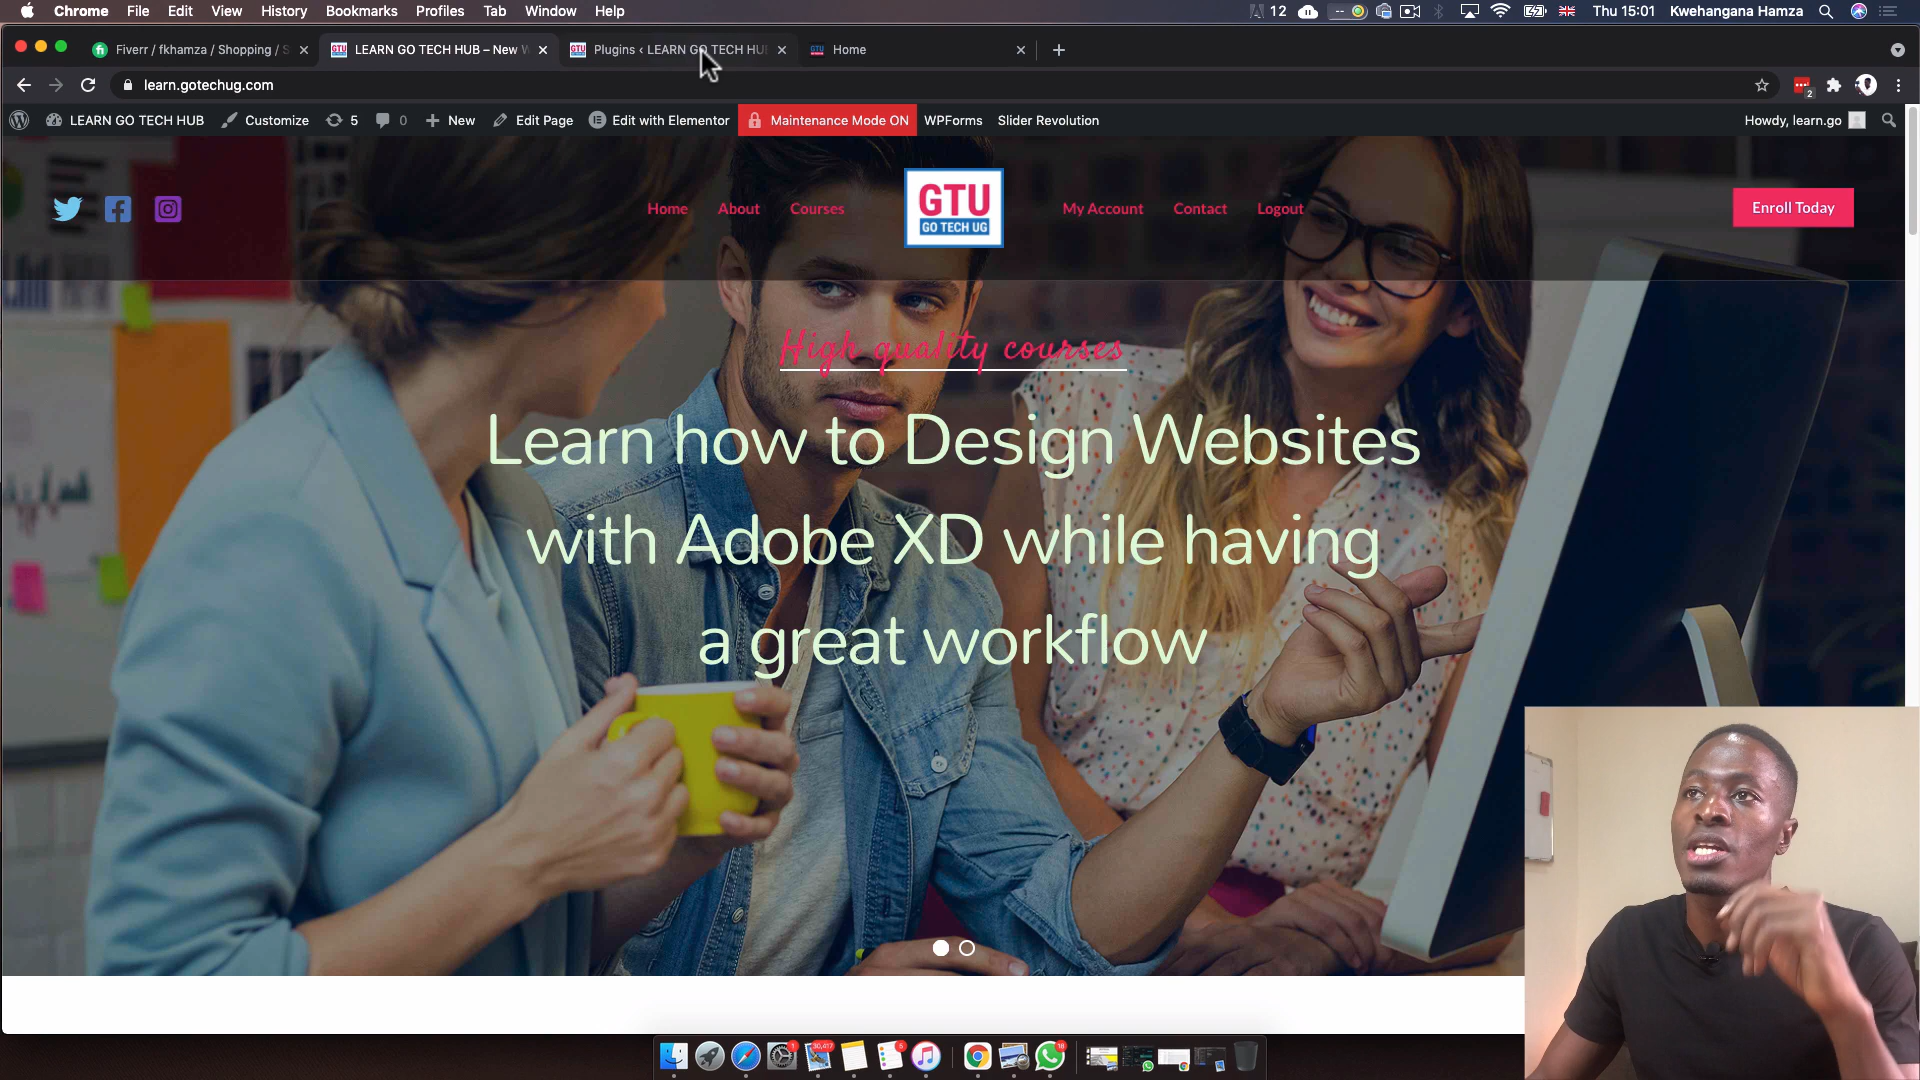 Chrome File Edit View History Bookmarks Profiles Tab Window Help 12 Thu 15:01 Kwehangana Hamza
Fiverr / fkhamza / Shopping / S LEARN GO TECH HUB – New W Plugins ‹ LEARN GO TECH HU Home
learn.gotechug.com 2
LEARN GO TECH HUB Customize 5 0 New Edit Page Edit with Elementor Maintenance Mode ON WPForms Slider Revolution Howdy, learn.go
Home About Courses GTU My Account Contact Logout Enroll Today
GO TECH UG
High quality courses
Learn how to Design Websites
with Adobe XD while having
a great workflow